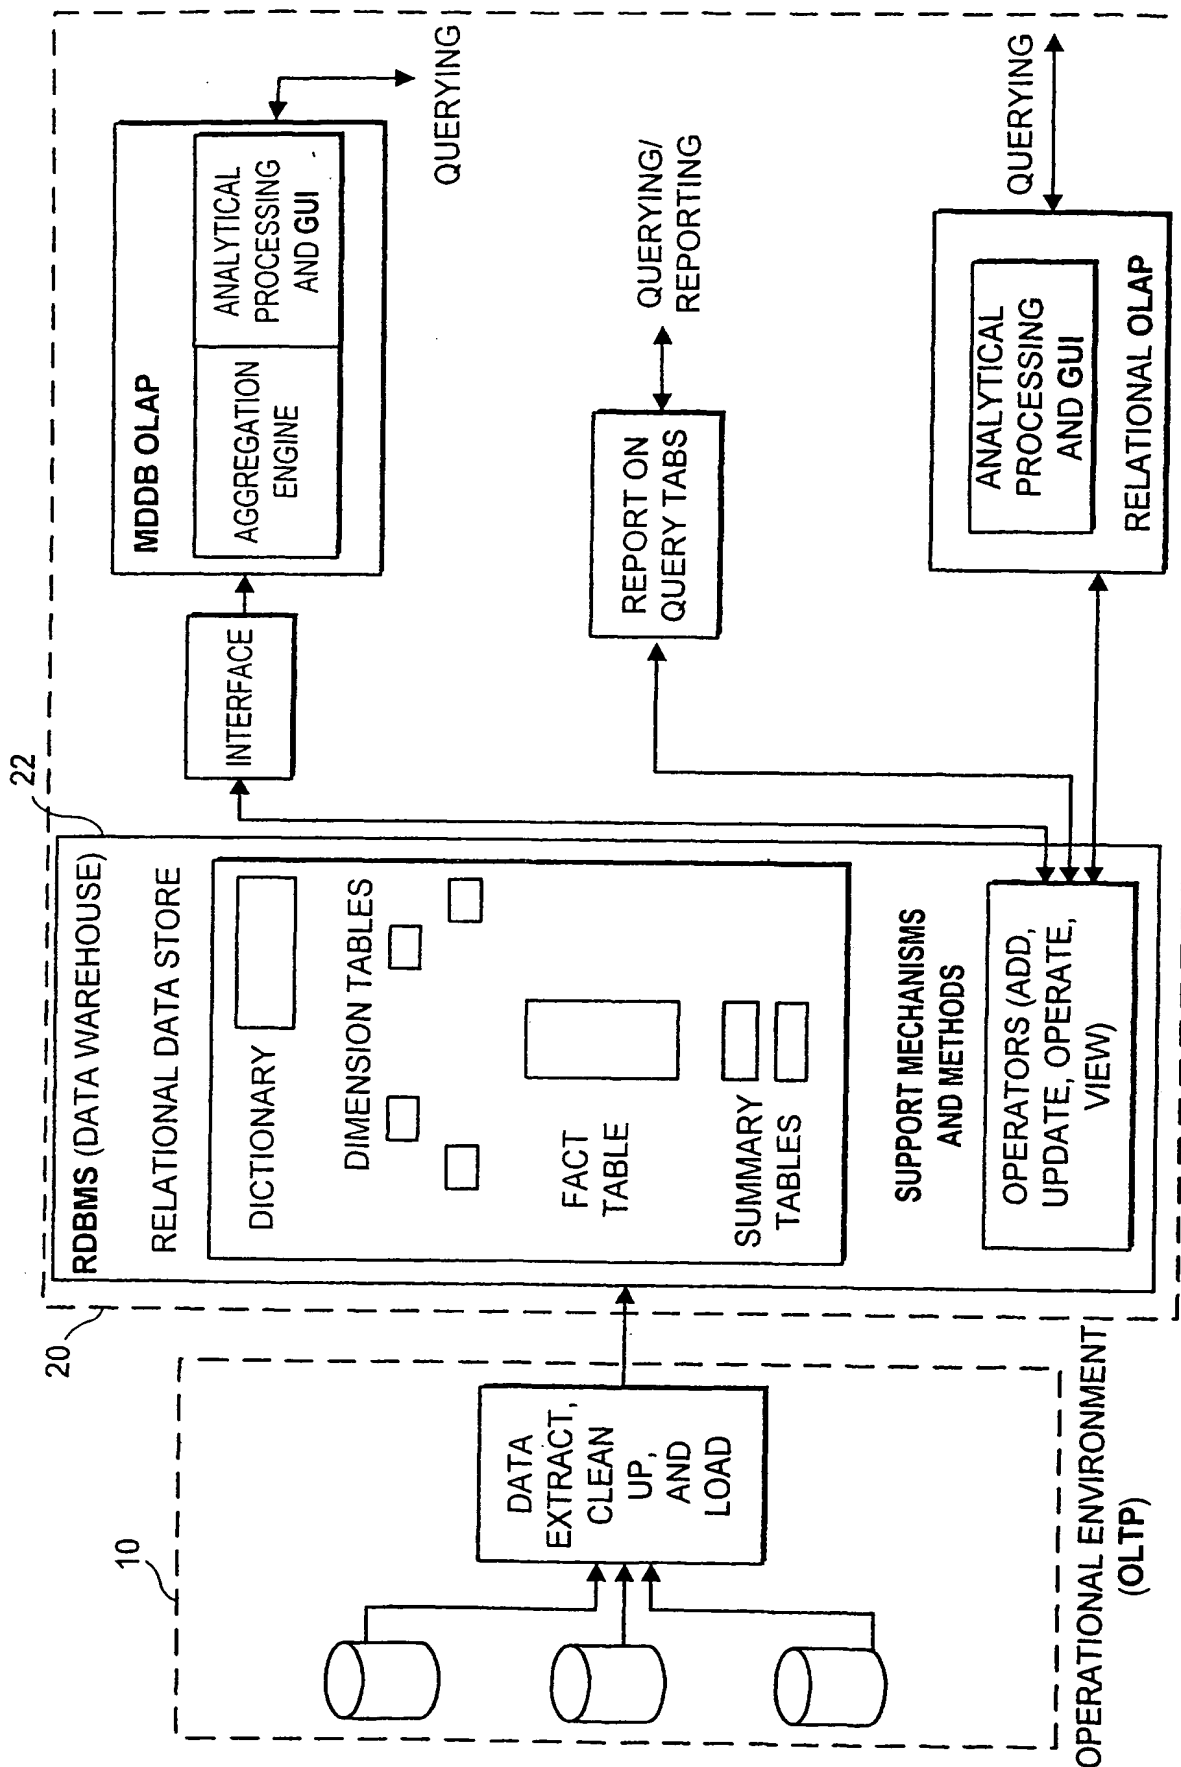 10
DATA
EXTRACT,
CLEAN
UP,
AND
LOAD
OPERATIONAL ENVIRONMENT
(OLTP)
20
22
RDBMS (DATA WAREHOUSE)
RELATIONAL DATA STORE
DICTIONARY
DIMENSION TABLES
FACT
TABLE
SUMMARY
TABLES
SUPPORT MECHANISMS
AND METHODS
OPERATORS (ADD,
UPDATE, OPERATE,
VIEW)
INTERFACE
MDDB OLAP
AGGREGATION
ENGINE
ANALYTICAL
PROCESSING
AND GUI
QUERYING
REPORT ON
QUERY TABS
QUERYING/
REPORTING
ANALYTICAL
PROCESSING
AND GUI
RELATIONAL OLAP
QUERYING